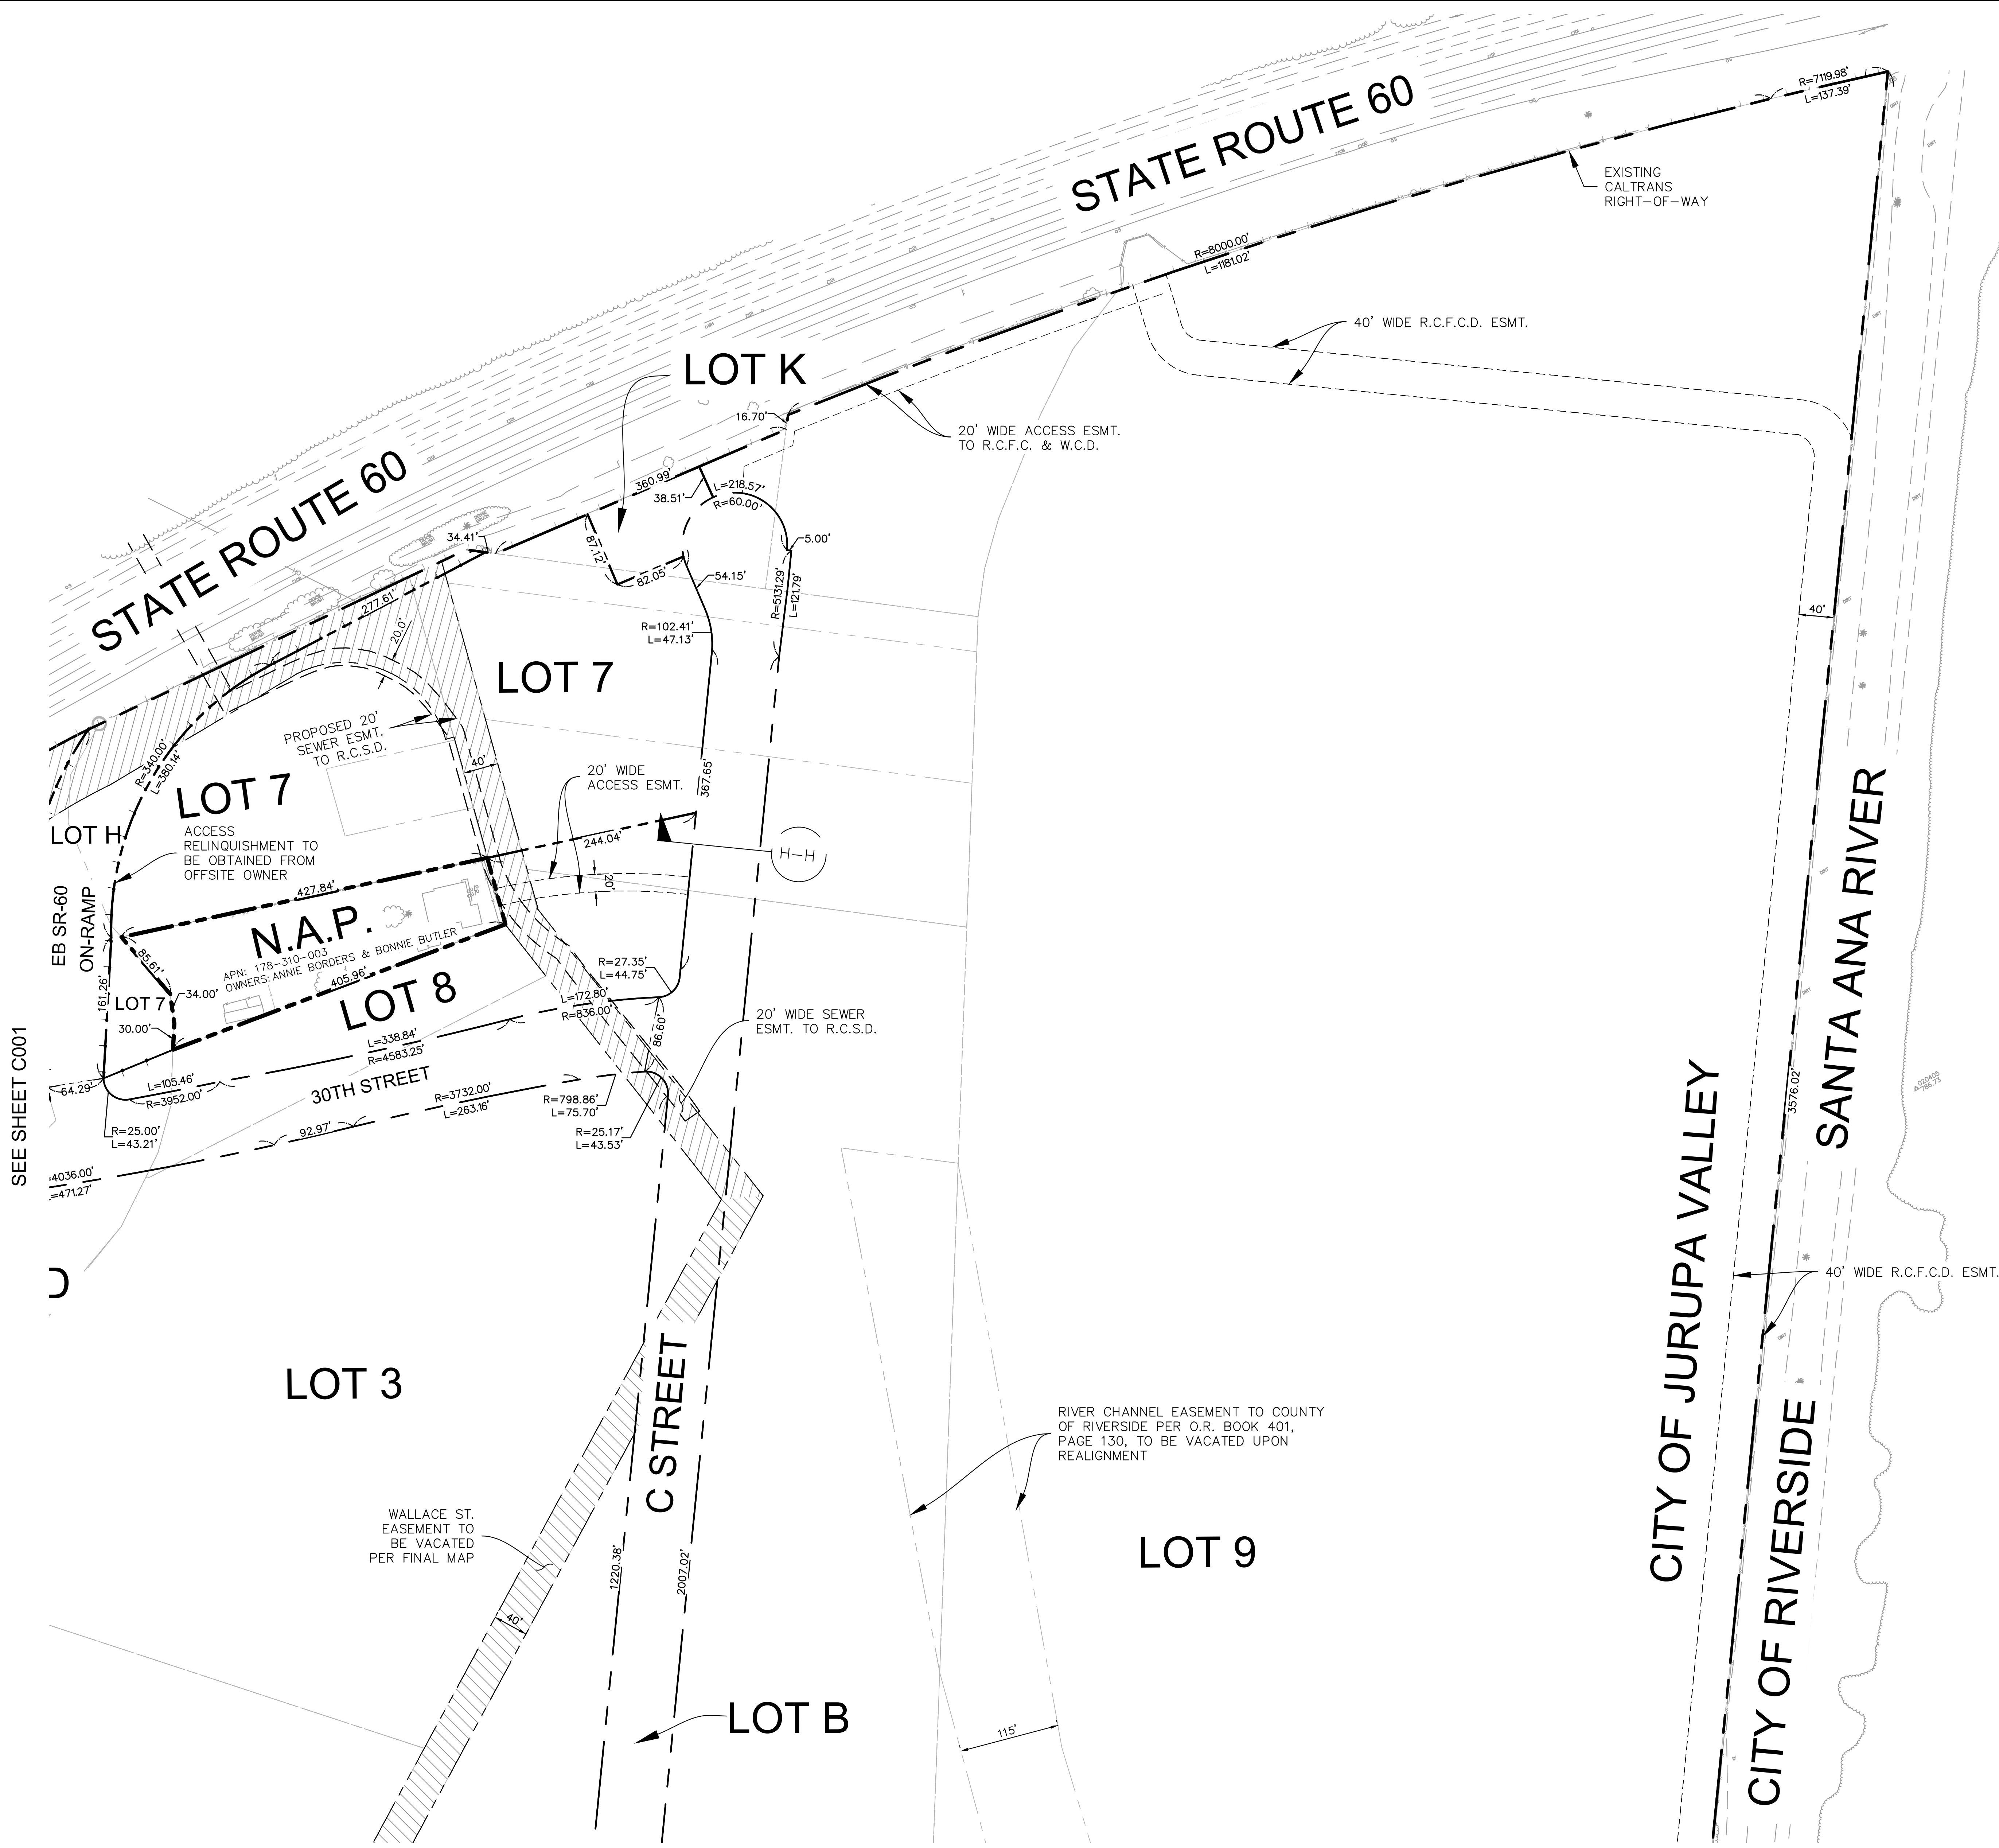 STATE ROUTE 60
R=7119.98'
L=137.39'
EXISTING
CALTRANS
RIGHT-OF-WAY
R=8000.00'
L=1181.02'
40' WIDE R.C.F.C.D. ESMT.
LOT K
16.70'
20' WIDE ACCESS ESMT.
TO R.C.F.C. & W.C.D.
STATE ROUTE 60
360.99'
38.51'
L=218.57'
R=60.00'
34.41'
87.12'
82.05'
5.00'
54.15'
R=5131.29'
L=121.79'
277.61'
20.0'
R=102.41'
L=47.13'
40'
LOT 7
PROPOSED 20'
SEWER ESMT.
TO R.C.S.D.
R=340.00'
L=380.14'
40'
20' WIDE
ACCESS ESMT.
367.65'
LOT 7
LOT H
ACCESS
RELINQUISHMENT TO
BE OBTAINED FROM
OFFSITE OWNER
244.04'
H-H
20'
427.84'
EB SR-60
ON-RAMP
N.A.P.
APN: 178-310-003
OWNERS: ANNIE BORDERS & BONNIE BUTLER
85.61'
161.26'
405.96'
LOT 7
34.00'
30.00'
LOT 8
R=27.35'
L=44.75'
L=172.80'
R=836.00'
86.60'
20' WIDE SEWER
ESMT. TO R.C.S.D.
SEE SHEET C001
L=338.84'
R=4583.25'
64.29'
L=105.46'
R=3952.00'
30TH STREET
R=3732.00'
L=263.16'
R=798.86'
L=75.70'
R=25.00'
L=43.21'
92.97'
R=25.17'
L=43.53'
=4036.00'
=471.27'
SANTA ANA RIVER
3576.02'
020405
786.73
CITY OF JURUPA VALLEY
40' WIDE R.C.F.C.D. ESMT.
D
LOT 3
C STREET
RIVER CHANNEL EASEMENT TO COUNTY
OF RIVERSIDE PER O.R. BOOK 401,
PAGE 130, TO BE VACATED UPON
REALIGNMENT
CITY OF RIVERSIDE
WALLACE ST.
EASEMENT TO
BE VACATED
PER FINAL MAP
1220.38'
2007.02'
LOT 9
40'
LOT B
115'